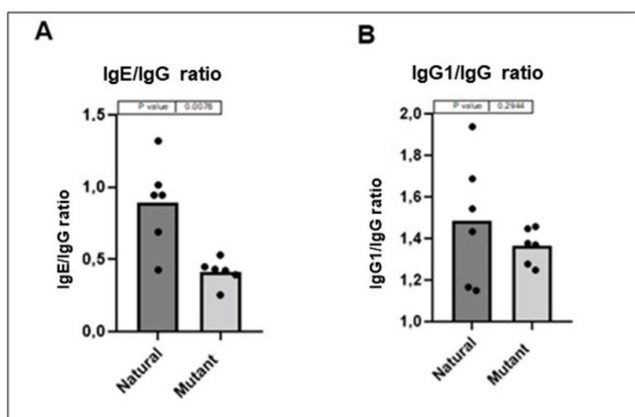 A
IgE/IgG ratio
P value 0.0076
IgE/IgG ratio
1,5
1,0
0,5
0,0
Natural
Mutant
B
IgG1/IgG ratio
P value 0.2944
IgG1/IgG ratio
2,0
1,8
1,6
1,4
1,2
1,0
Natural
Mutant